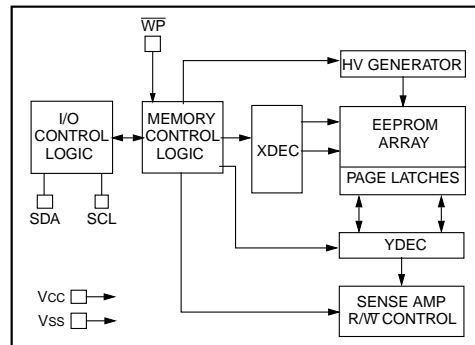 W̅P̅
HV GENERATOR
I/O
CONTROL
LOGIC
MEMORY
CONTROL
LOGIC
XDEC
EEPROM
ARRAY
PAGE LATCHES
SDA
SCL
YDEC
VCC
VSS
SENSE AMP
R/W̅ CONTROL